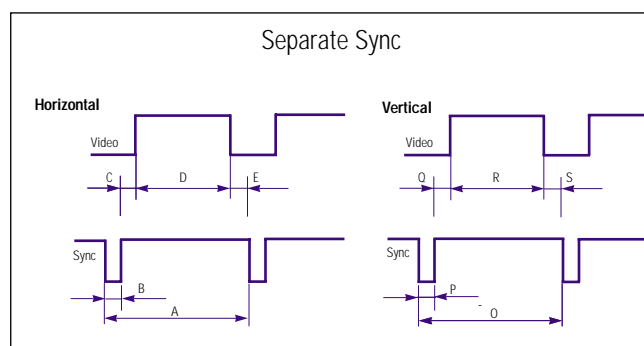 Separate Sync
Horizontal
Vertical
Video
Video
C
D
E
Q
R
S
Sync
Sync
B
P
A
O